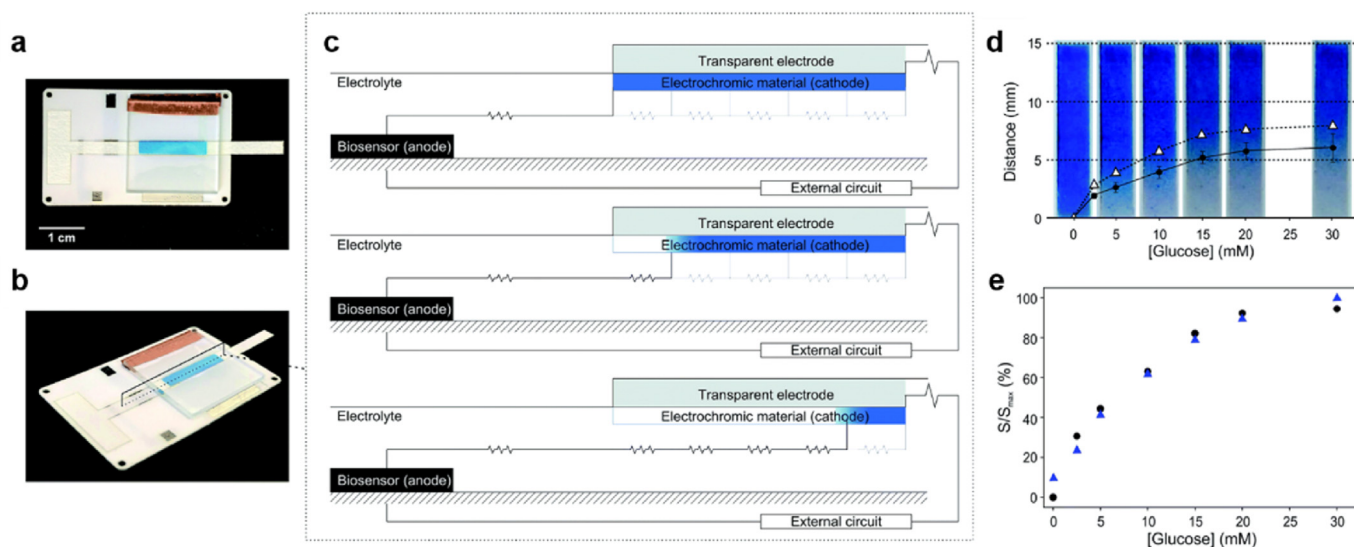 a
1 cm
b
c
Transparent electrode
Electrolyte
Electrochromic material (cathode)
Biosensor (anode)
External circuit
Transparent electrode
Electrolyte
Electrochromic material (cathode)
Biosensor (anode)
External circuit
Transparent electrode
Electrolyte
Electrochromic material (cathode)
Biosensor (anode)
External circuit
d
15
10
5
0
Distance (mm)
0 5 10 15 20 30
[Glucose] (mM)
e
100
80
60
40
20
0
S/Smax (%)
0 5 10 15 20 25 30
[Glucose] (mM)